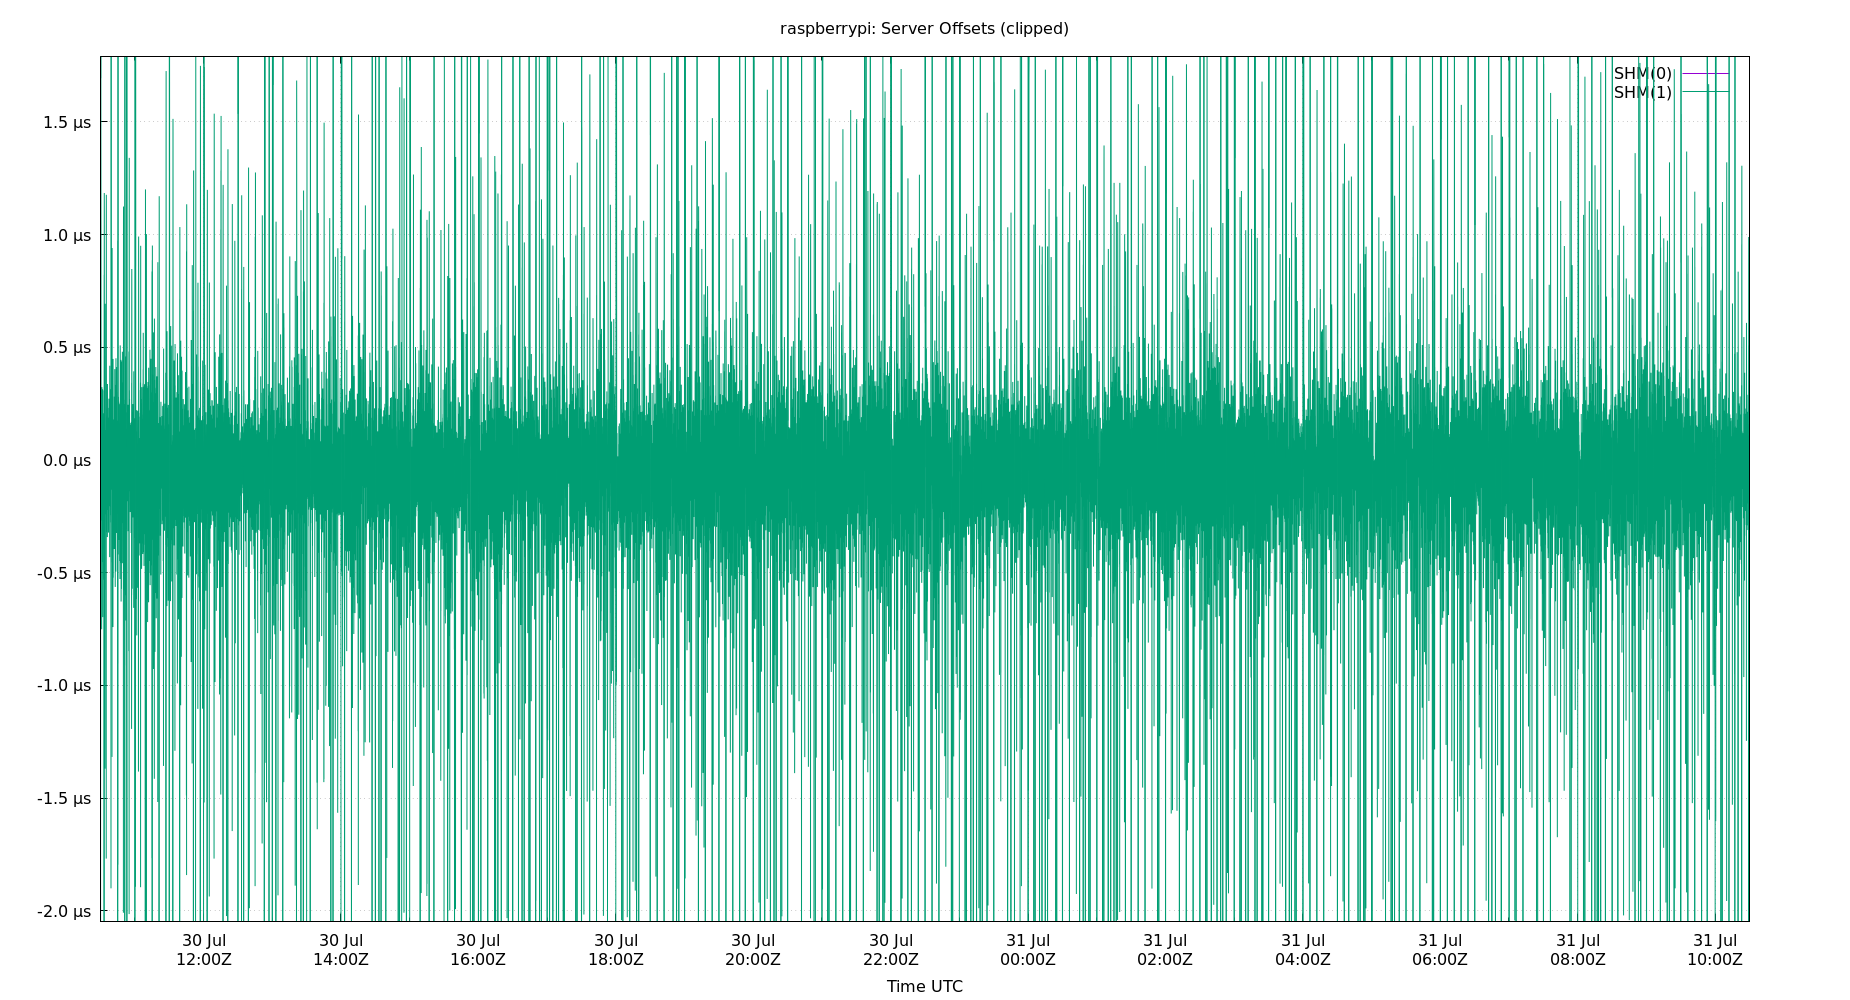 raspberrypi: Server Offsets (clipped)
SHM(0)
SHM(1)
1.5 µs
1.0 µs
0.5 µs
0.0 µs
-0.5 µs
-1.0 µs
-1.5 µs
-2.0 µs
30 Jul 30 Jul 30 Jul 30 Jul 30 Jul 30 Jul 31 Jul 31 Jul 31 Jul 31 Jul 31 Jul 31 Jul
12:00Z 14:00Z 16:00Z 18:00Z 20:00Z 22:00Z 00:00Z 02:00Z 04:00Z 06:00Z 08:00Z 10:00Z
Time UTC